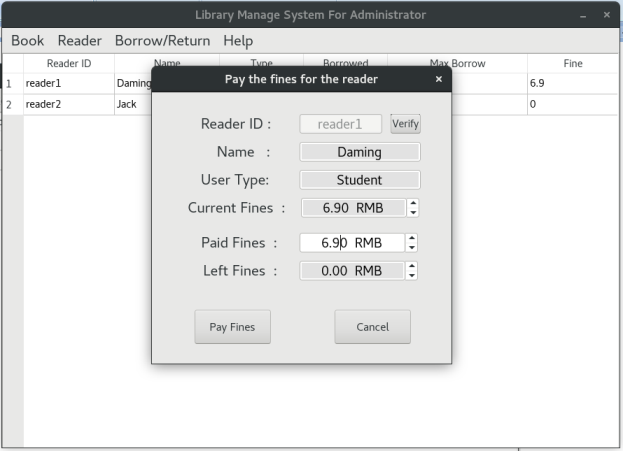 Library Manage System For Administrator
Book Reader Borrow/Return Help
Reader ID Name Type Borrowed Max Borrow Fine
1 reader1 Daming 6.9
2 reader2 Jack 0
Pay the fines for the reader
Reader ID : reader1 Verify
Name : Daming
User Type: Student
Current Fines : 6.90 RMB
Paid Fines : 6.90 RMB
Left Fines : 0.00 RMB
Pay Fines Cancel